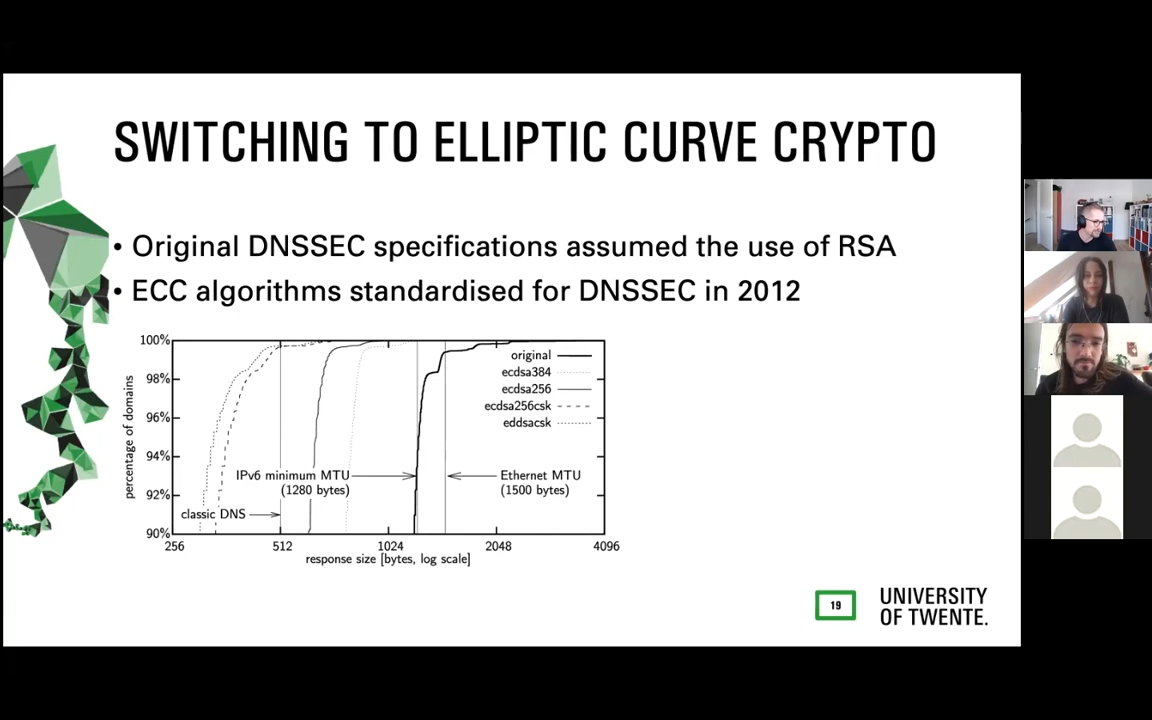 SWITCHING TO ELLIPTIC CURVE CRYPTO
• Original DNSSEC specifications assumed the use of RSA
• ECC algorithms standardised for DNSSEC in 2012
100%
98%
96%
94%
92%
90%
percentage of domains
original
ecdsa384
ecdsa256
ecdsa256csk
eddsacsk
IPv6 minimum MTU
(1280 bytes)
Ethernet MTU
(1500 bytes)
classic DNS
256 512 1024 2048 4096
response size [bytes, log scale]
19
UNIVERSITY
OF TWENTE.